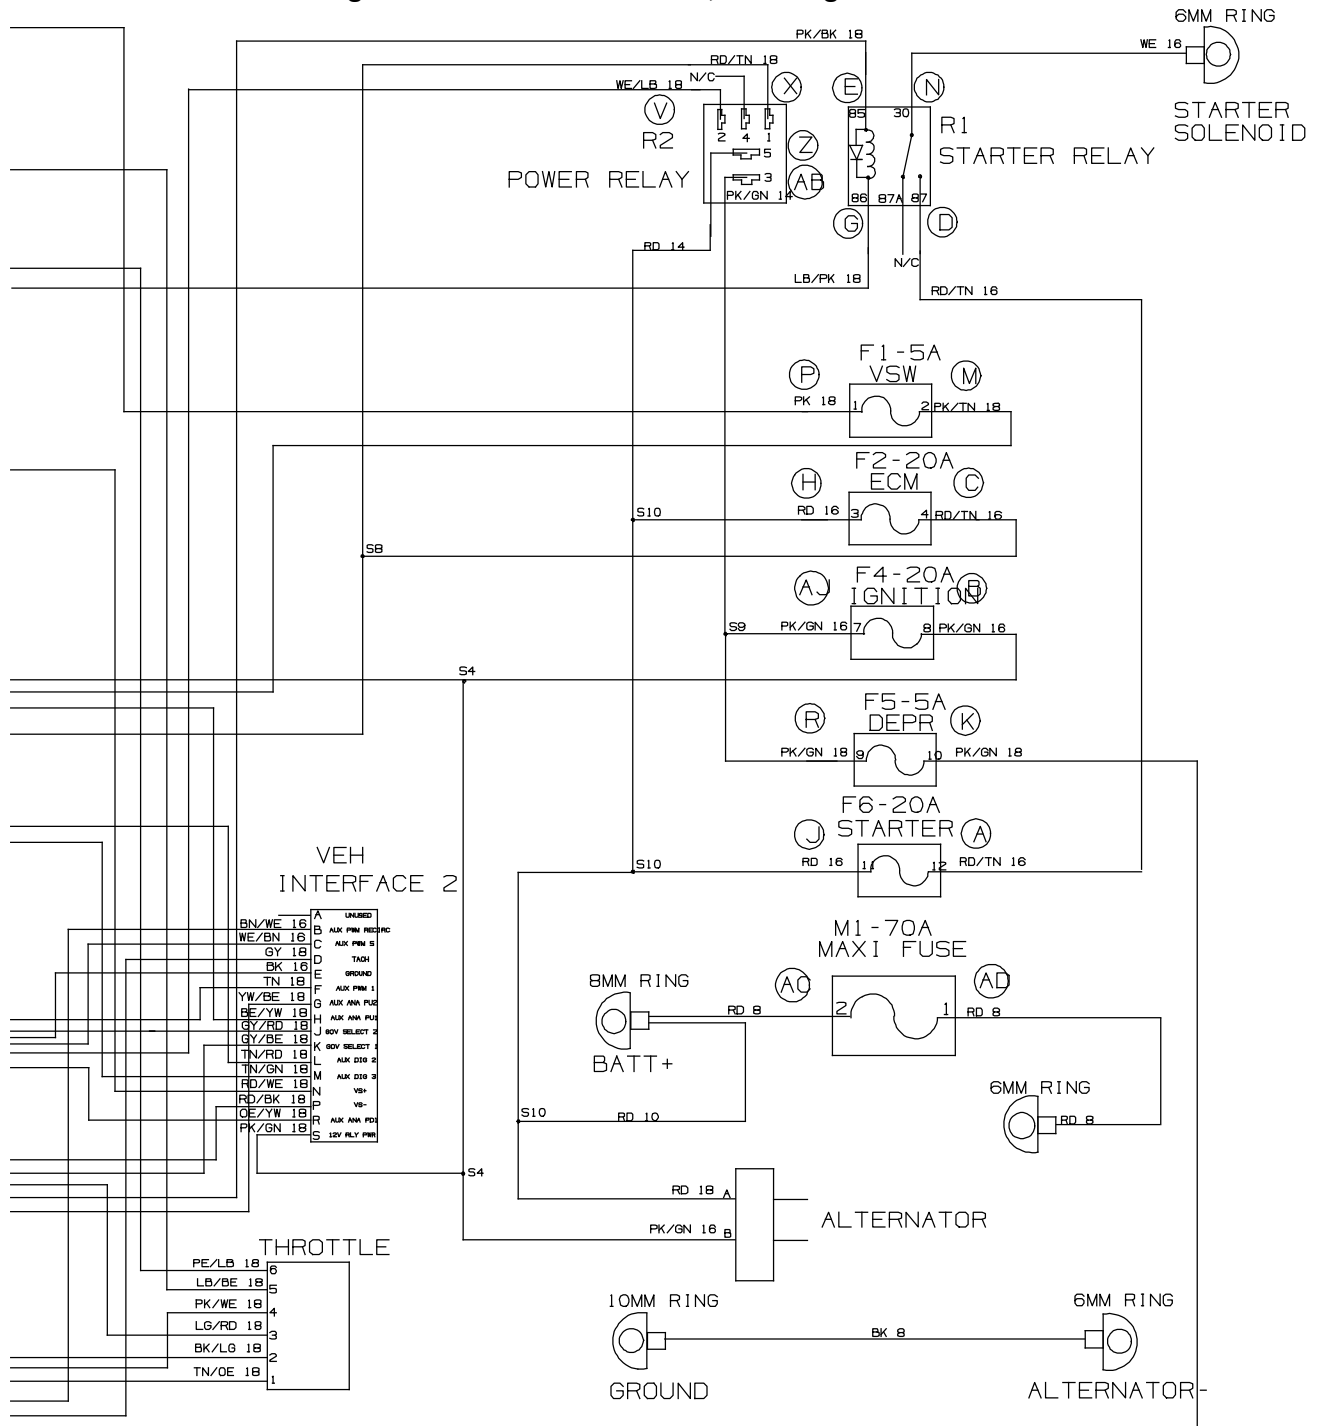 6MM RING
PK/BK 18
WE 16
RD/TN 18
N/C
WE/LB 18
X
E
N
V
85
30
STARTER
SOLENOID
R2
2
4
1
R1
Z
5
STARTER RELAY
POWER RELAY
3
AB
PK/GN 14
86
87A
87
G
D
RD 14
N/C
LB/PK 18
RD/TN 16
F1-5A
P
VSW
M
PK 18
1
2
PK/TN 18
F2-20A
H
ECM
C
S10
RD 16
3
4
RD/TN 16
S8
F4-20A
AJ
IGNITION
B
S9
PK/GN 16
7
8
PK/GN 16
S4
F5-5A
R
DEPR
K
PK/GN 18
9
10
PK/GN 18
F6-20A
J
STARTER
A
VEH
INTERFACE 2
S10
RD 16
11
12
RD/TN 16
A UNUSED
BN/WE 16 B AUX PWM RECIRC
WE/BN 16 C AUX PWM 5
GY 18 D TACH
BK 16 E GROUND
TN 18 F AUX PWM 1
YW/BE 18 G AUX ANA PU2
BE/YW 18 H AUX ANA PU1
GY/RD 18 J GOV SELECT 2
GY/BE 18 K GOV SELECT 1
TN/RD 18 L AUX DIG 2
TN/GN 18 M AUX DIG 3
RD/WE 18 N VS+
RD/BK 18 P VS-
OE/YW 18 R AUX ANA PD1
PK/GN 18 S 12V RLY PWR
M1-70A
MAXI FUSE
8MM RING
AC
AD
RD 8
2
1
RD 8
BATT+
6MM RING
S10
RD 10
RD 8
S4
RD 18 A
PK/GN 16 B
ALTERNATOR
THROTTLE
PE/LB 18 6
LB/BE 18 5
PK/WE 18 4
LG/RD 18 3
BK/LG 18 2
TN/OE 18 1
10MM RING
6MM RING
BK 8
GROUND
ALTERNATOR-